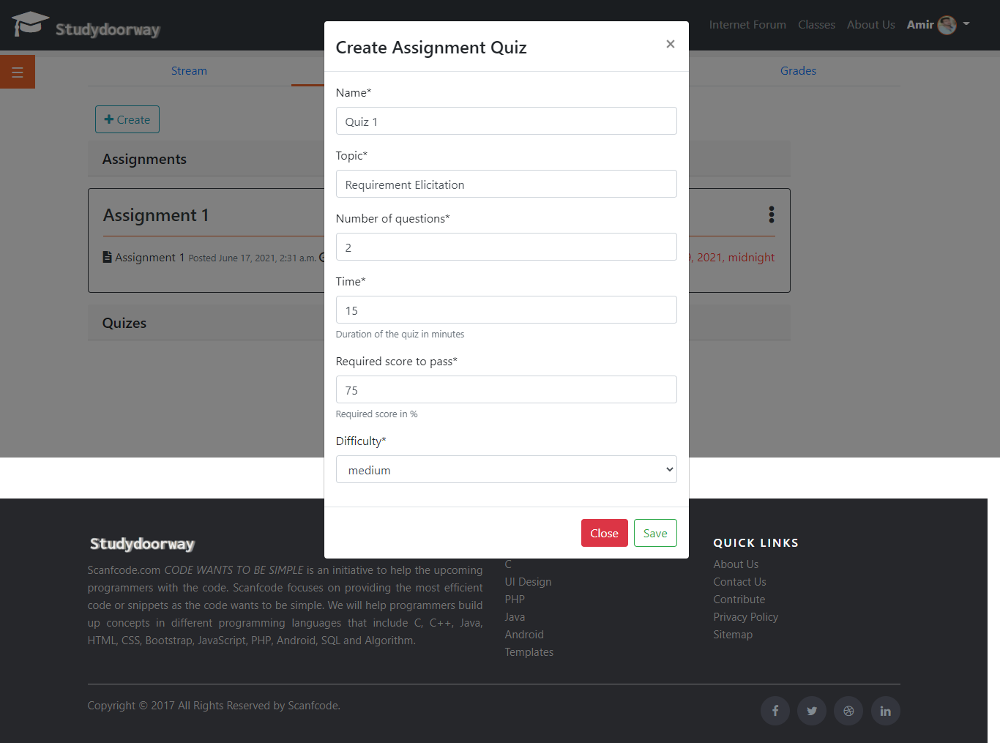 Studydoorway
Internet Forum Classes About Us Amir
Create Assignment Quiz ×
Stream
Grades
Name*
Quiz 1
Create
Topic*
Assignments
Requirement Elicitation
Assignment 1
Number of questions*
2
Assignment 1 Posted June 17, 2021, 2:31 a.m.
, 2021, midnight
Time*
15
Duration of the quiz in minutes
Quizes
Required score to pass*
75
Required score in %
Difficulty*
medium
Close Save
Studydoorway
Scanfcode.com CODE WANTS TO BE SIMPLE is an initiative to help the upcoming
programmers with the code. Scanfcode focuses on providing the most efficient
code or snippets as the code wants to be simple. We will help programmers build
up concepts in different programming languages that include C, C++, Java,
HTML, CSS, Bootstrap, JavaScript, PHP, Android, SQL and Algorithm.
C
UI Design
PHP
Java
Android
Templates
QUICK LINKS
About Us
Contact Us
Contribute
Privacy Policy
Sitemap
Copyright © 2017 All Rights Reserved by Scanfcode.